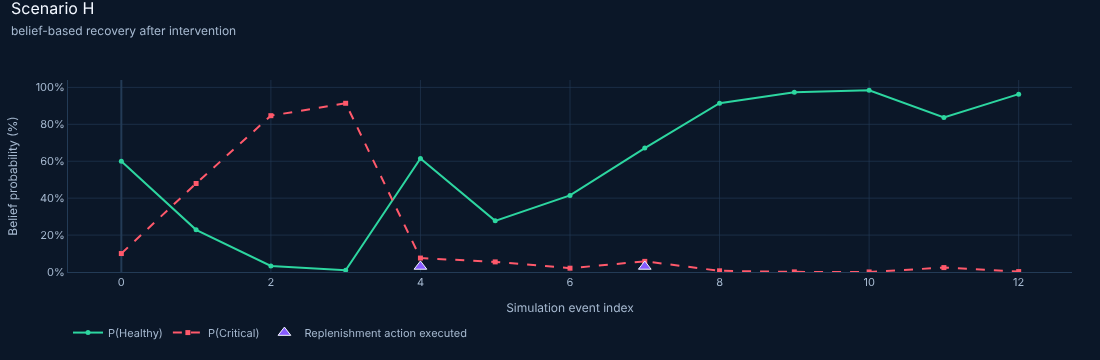 Scenario H
belief-based recovery after intervention
Belief probability (%)
100%
80%
60%
40%
20%
0%
0 2 4 6 8 10 12
Simulation event index
P(Healthy) P(Critical) Replenishment action executed